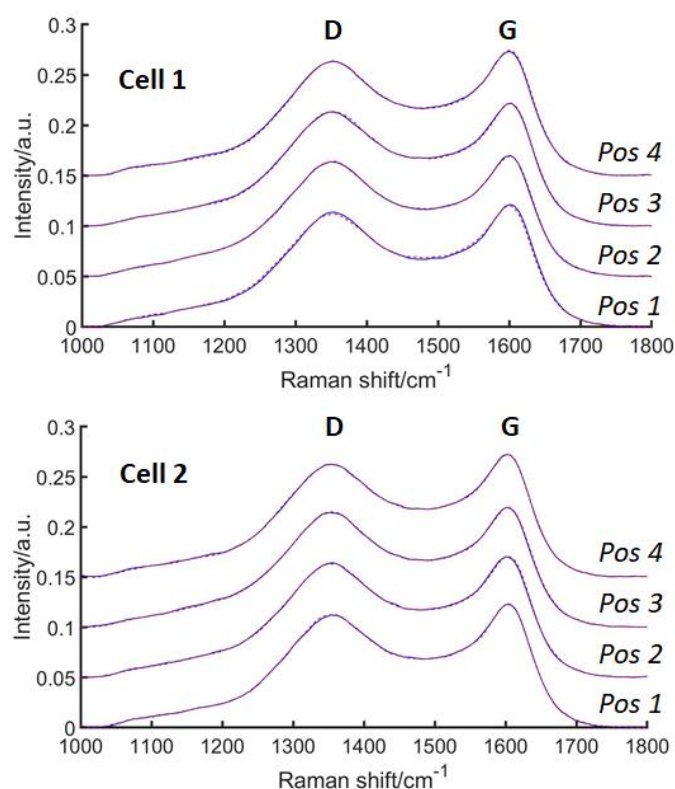 D G
0.3
Cell 1
0.25
0.2
Pos 4
0.15
Pos 3
0.1
Pos 2
0.05
Pos 1
0
Intensity/a.u.
1000 1100 1200 1300 1400 1500 1600 1700 1800
Raman shift/cm-1
D G
0.3
Cell 2
0.25
0.2
Pos 4
0.15
Pos 3
0.1
Pos 2
0.05
Pos 1
0
Intensity/a.u.
1000 1100 1200 1300 1400 1500 1600 1700 1800
Raman shift/cm-1